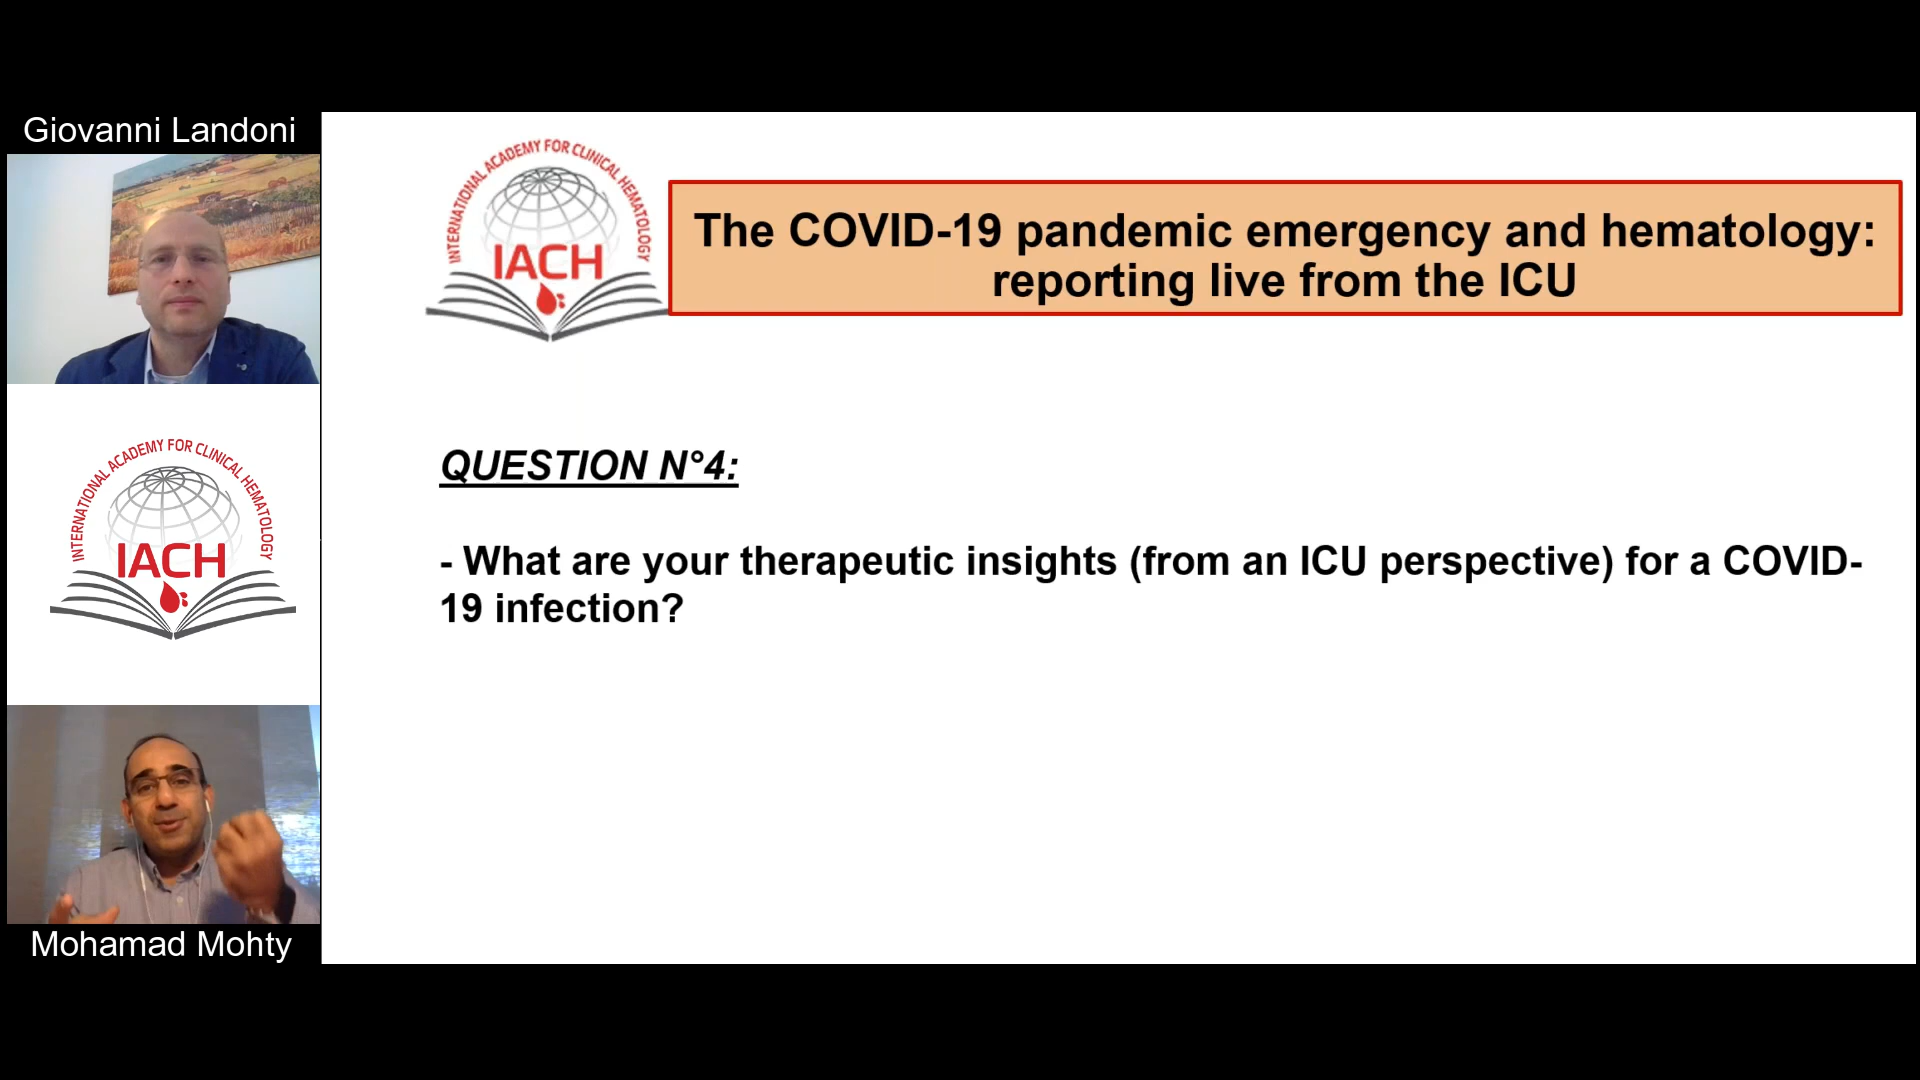 Giovanni Landoni
INTERNATIONAL ACADEMY FOR CLINICAL HEMATOLOGY
IACH
The COVID-19 pandemic emergency and hematology:
reporting live from the ICU
INTERNATIONAL ACADEMY FOR CLINICAL HEMATOLOGY
IACH
QUESTION N°4:
- What are your therapeutic insights (from an ICU perspective) for a COVID-
19 infection?
Mohamad Mohty